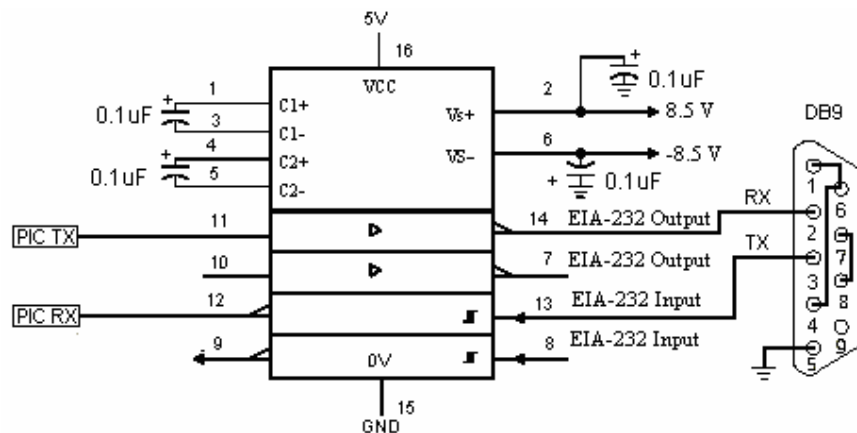 5V
16
VCC
1
C1+
0.1uF
3
C1-
4
C2+
0.1uF
5
C2-
+
0.1uF
2
Vs+
8.5 V
6
VS-
-8.5 V
+
0.1uF
DB9
PIC TX
11
14
EIA-232 Output
RX
10
7
EIA-232 Output
TX
PIC RX
12
13
EIA-232 Input
9
0V
8
EIA-232 Input
15
GND
1
6
2
7
3
8
4
9
5
+
+